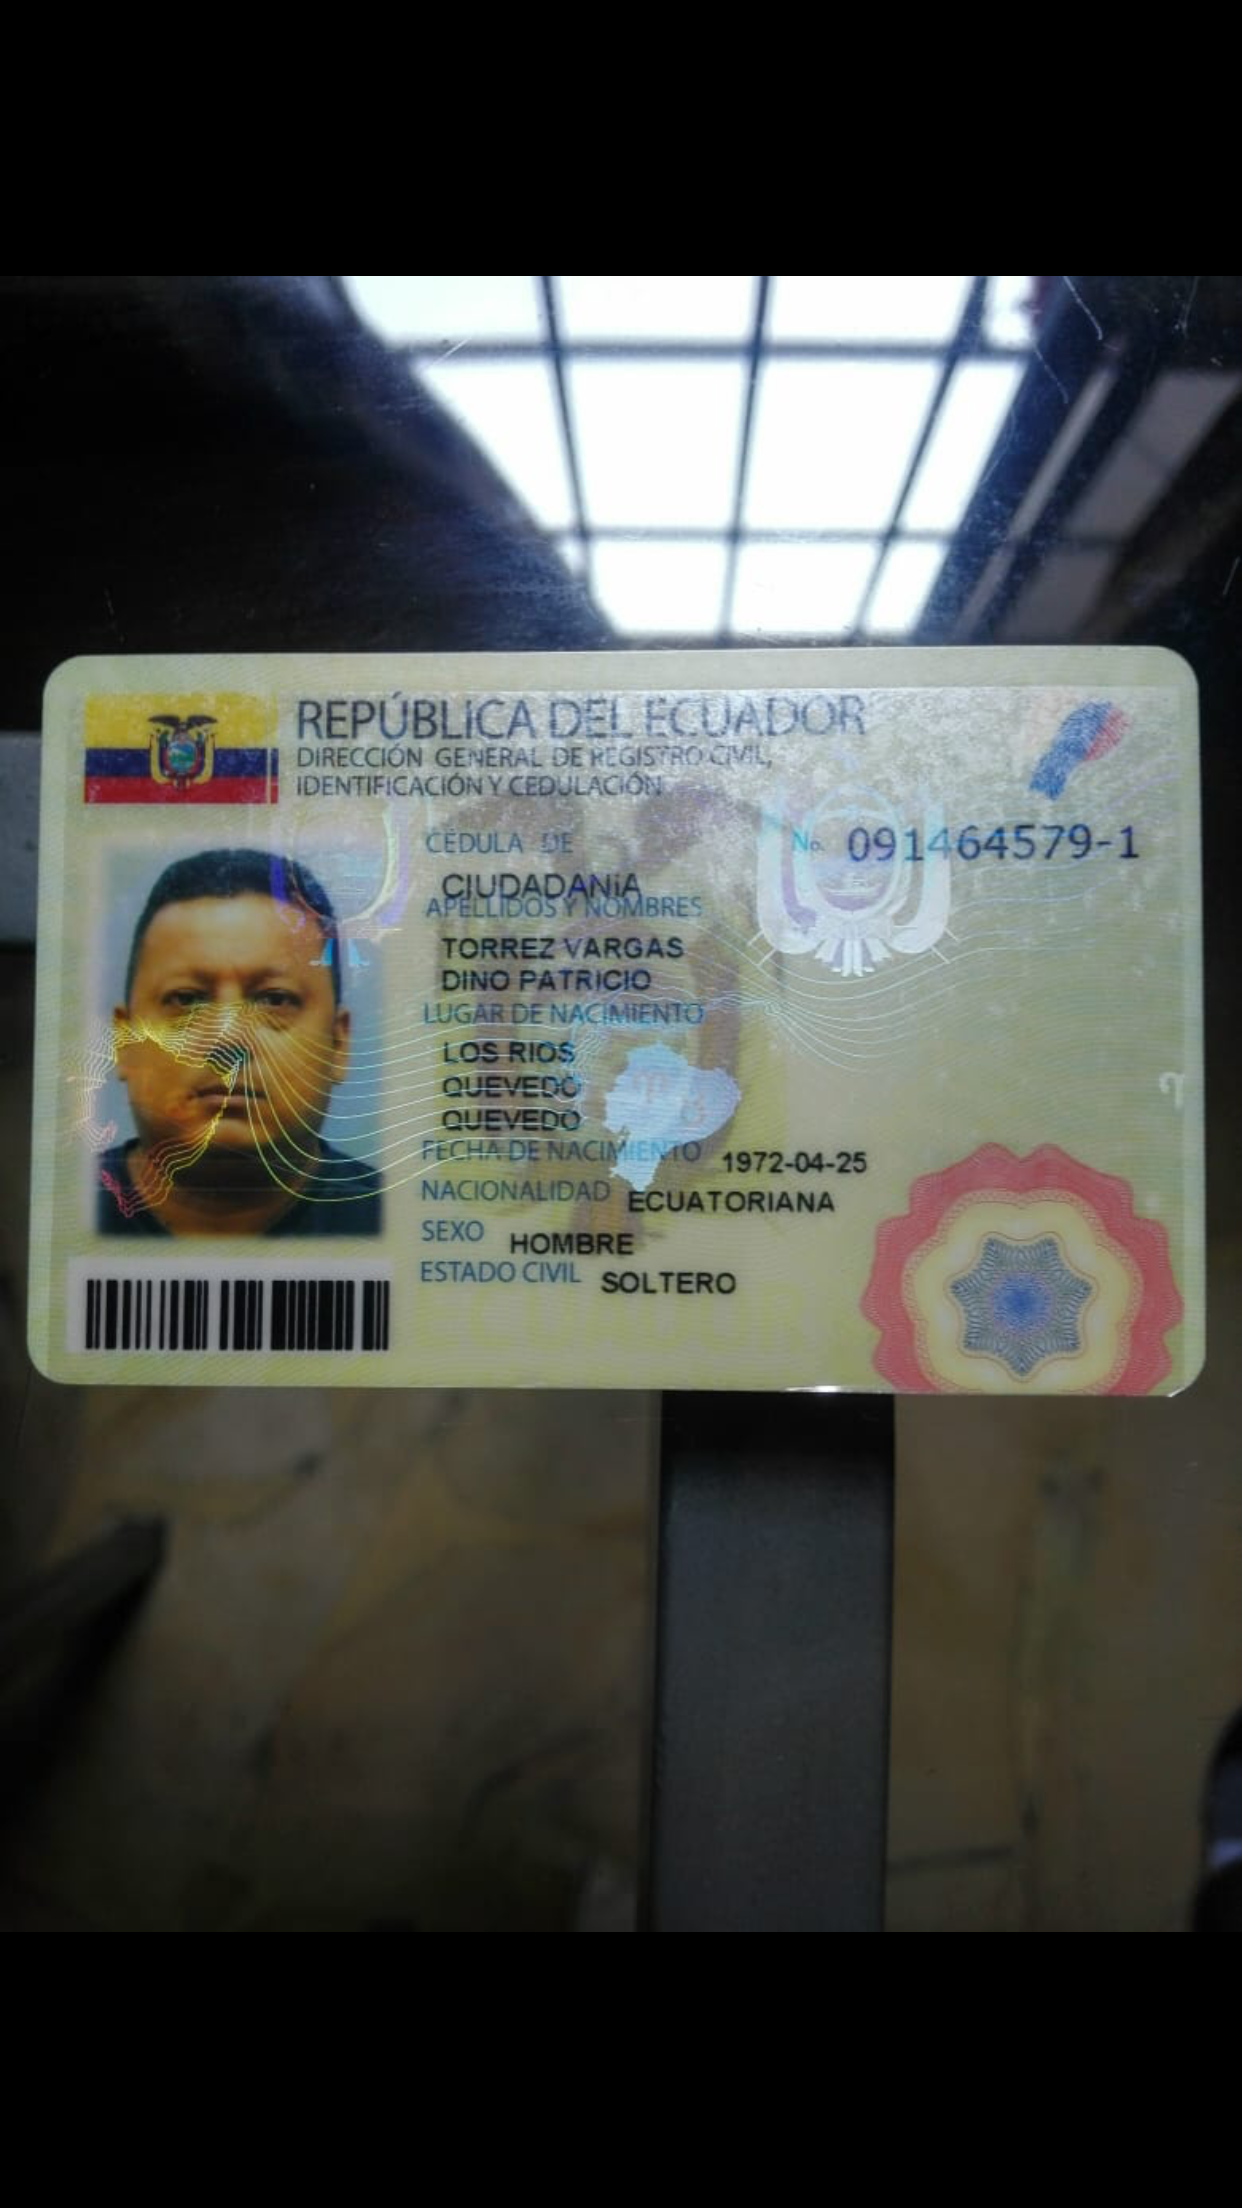 REPÚBLICA DEL ECUADOR
DIRECCIÓN GENERAL DE REGISTRO CIVIL,
IDENTIFICACIÓN Y CEDULACIÓN
CÉDULA DE
No. 091464579-1
CIUDADANíA
APELLIDOS Y NOMBRES
TORREZ VARGAS
DINO PATRICIO
LUGAR DE NACIMIENTO
LOS RIOS
QUEVEDO
QUEVEDO
FECHA DE NACIMIENTO 1972-04-25
NACIONALIDAD ECUATORIANA
SEXO HOMBRE
ESTADO CIVIL SOLTERO